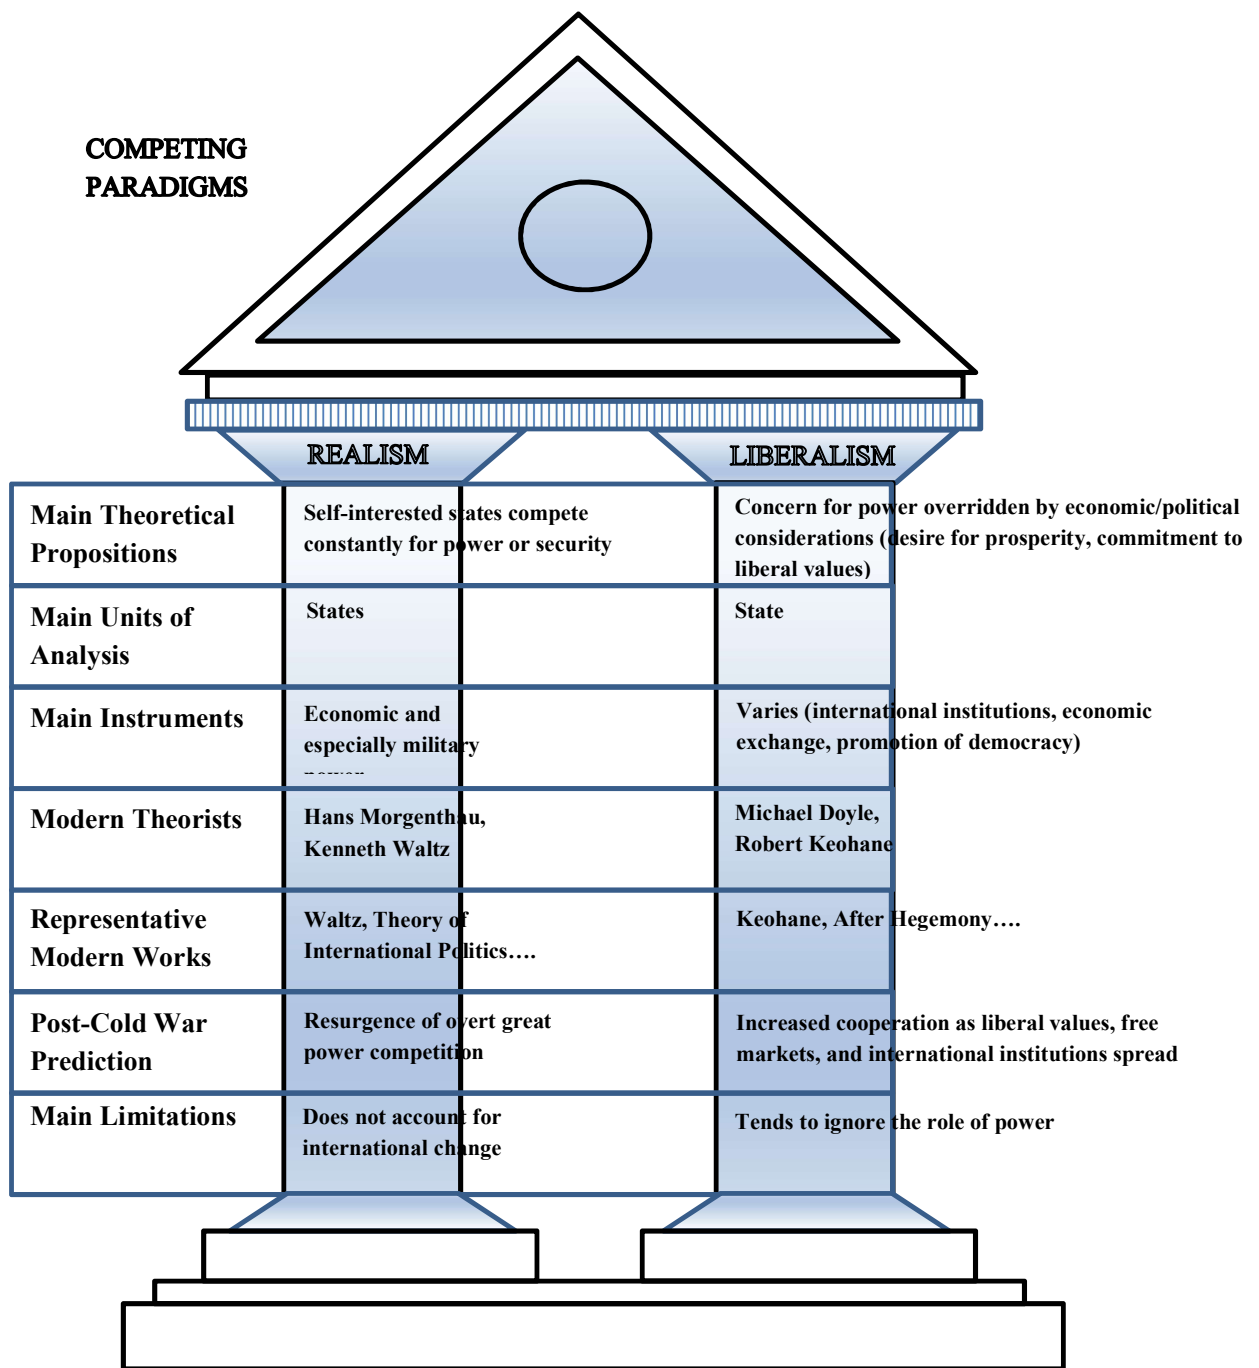 COMPETING
PARADIGMS
REALISM
LIBERALISM
Main Theoretical
Propositions
Self-interested states compete
constantly for power or security
Concern for power overridden by economic/political
considerations (desire for prosperity, commitment to
liberal values)
Main Units of
Analysis
States
State
Main Instruments
Economic and
especially military
power
Varies (international institutions, economic
exchange, promotion of democracy)
Modern Theorists
Hans Morgenthau,
Kenneth Waltz
Michael Doyle,
Robert Keohane
Representative
Modern Works
Waltz, Theory of
International Politics….
Keohane, After Hegemony….
Post-Cold War
Prediction
Resurgence of overt great
power competition
Increased cooperation as liberal values, free
markets, and international institutions spread
Main Limitations
Does not account for
international change
Tends to ignore the role of power